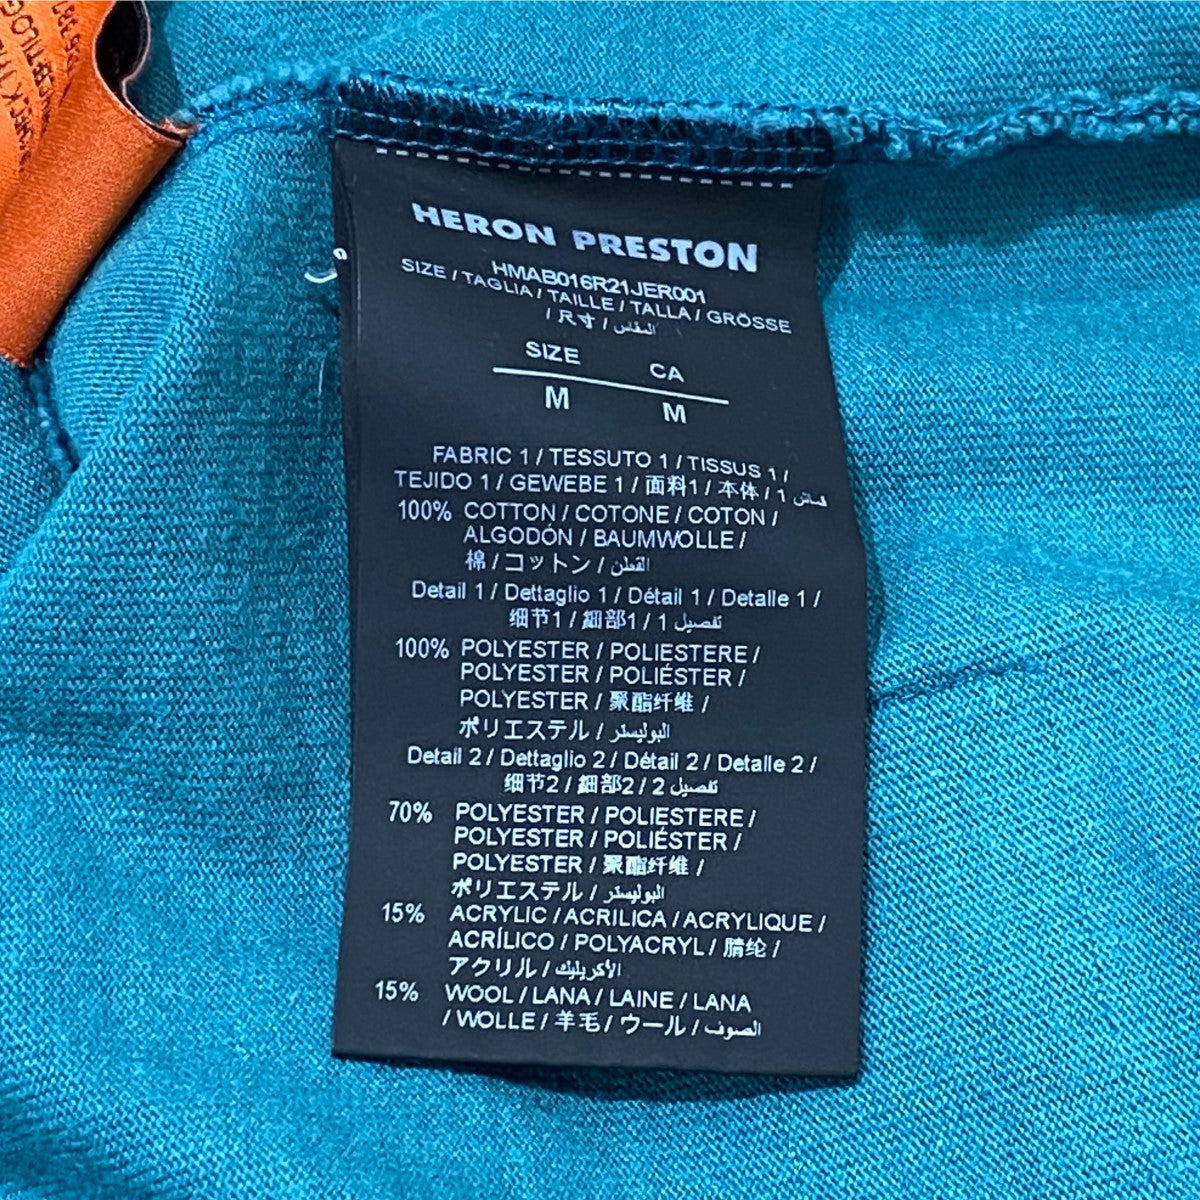 HERON PRESTON
HMAB016R21JER001
SIZE / TAGLIA / TAILLE / TALLA / GRÖSSE
/ 尺寸 / المقاس
SIZE CA
M M
FABRIC 1 / TESSUTO 1 / TISSUS 1 /
TEJIDO 1 / GEWEBE 1 / 面料1 / 本体 / قماش 1
100% COTTON / COTONE / COTON /
ALGODÓN / BAUMWOLLE /
棉 / コットン / القطن
Detail 1 / Dettaglio 1 / Détail 1 / Detalle 1 /
细节1 / 細部1 / تفصيل 1
100% POLYESTER / POLIESTERE /
POLYESTER / POLIÉSTER /
POLYESTER / 聚酯纤维 /
ポリエステル / البوليستر
Detail 2 / Dettaglio 2 / Détail 2 / Detalle 2 /
细节2 / 細部2 / تفصيل 2
70% POLYESTER / POLIESTERE /
POLYESTER / POLIÉSTER /
POLYESTER / 聚酯纤维 /
ポリエステル / البوليستر
15% ACRYLIC / ACRILICA / ACRYLIQUE /
ACRÍLICO / POLYACRYL / 腈纶 /
アクリル / الأكريليك
15% WOOL / LANA / LAINE / LANA
/ WOLLE / 羊毛 / ウール / الصوف